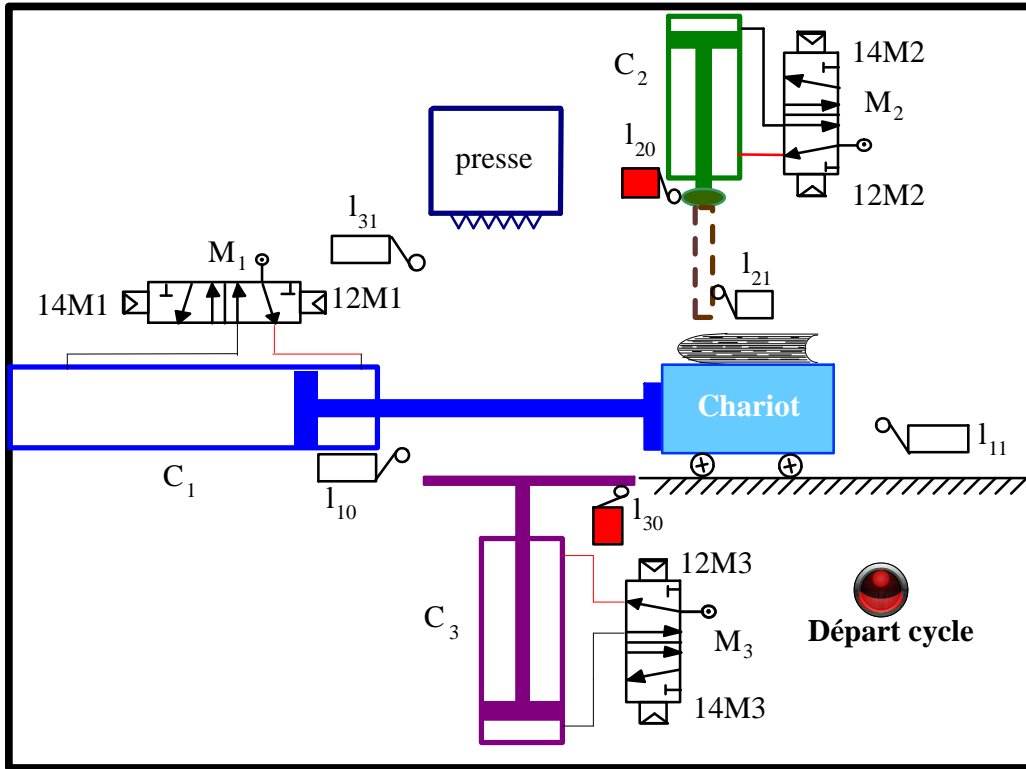 14M2
C2
M2
l20
presse
12M2
l31
M1
l21
14M1
12M1
Chariot
l11
C1
l10
l30
12M3
C3
M3
Départ cycle
14M3